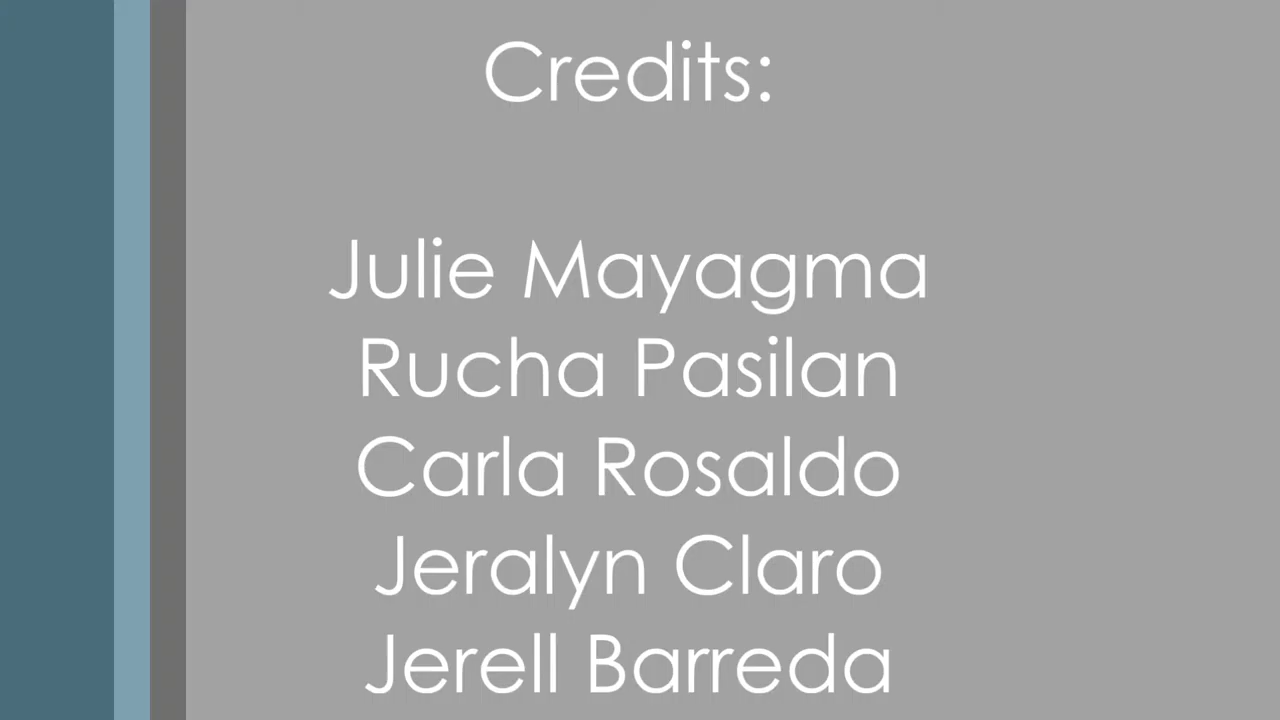 Credits:
Julie Mayagma
Rucha Pasilan
Carla Rosaldo
Jeralyn Claro
Jerell Barreda